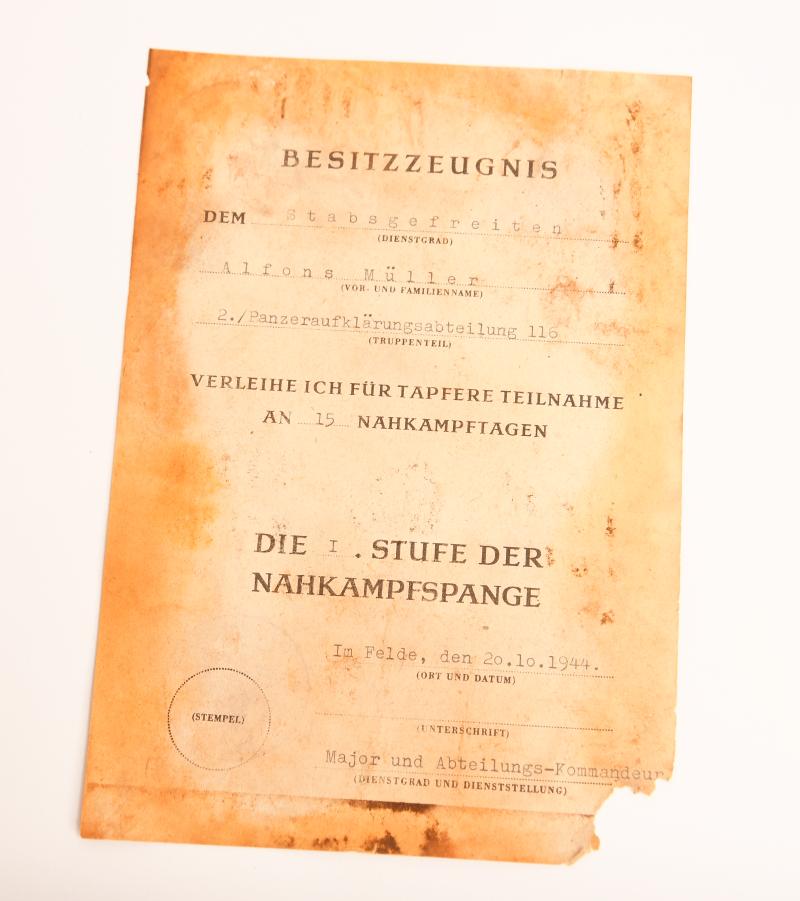 BESITZZEUGNIS
DEM Stabsgefreiten
(DIENSTGRAD)
Alfons Müller
(VOR- UND FAMILIENNAME)
2./Panzeraufklärungsabteilung 116
(TRUPPENTEIL)
VERLEIHE ICH FÜR TAPFERE TEILNAHME
AN 15 NAHKAMPFTAGEN
DIE I . STUFE DER
NAHKAMPFSPANGE
Im Felde, den 20.10.1944.
(ORT UND DATUM)
(STEMPEL)
(UNTERSCHRIFT)
Major und Abteilungs-Kommandeur
(DIENSTGRAD UND DIENSTSTELLUNG)